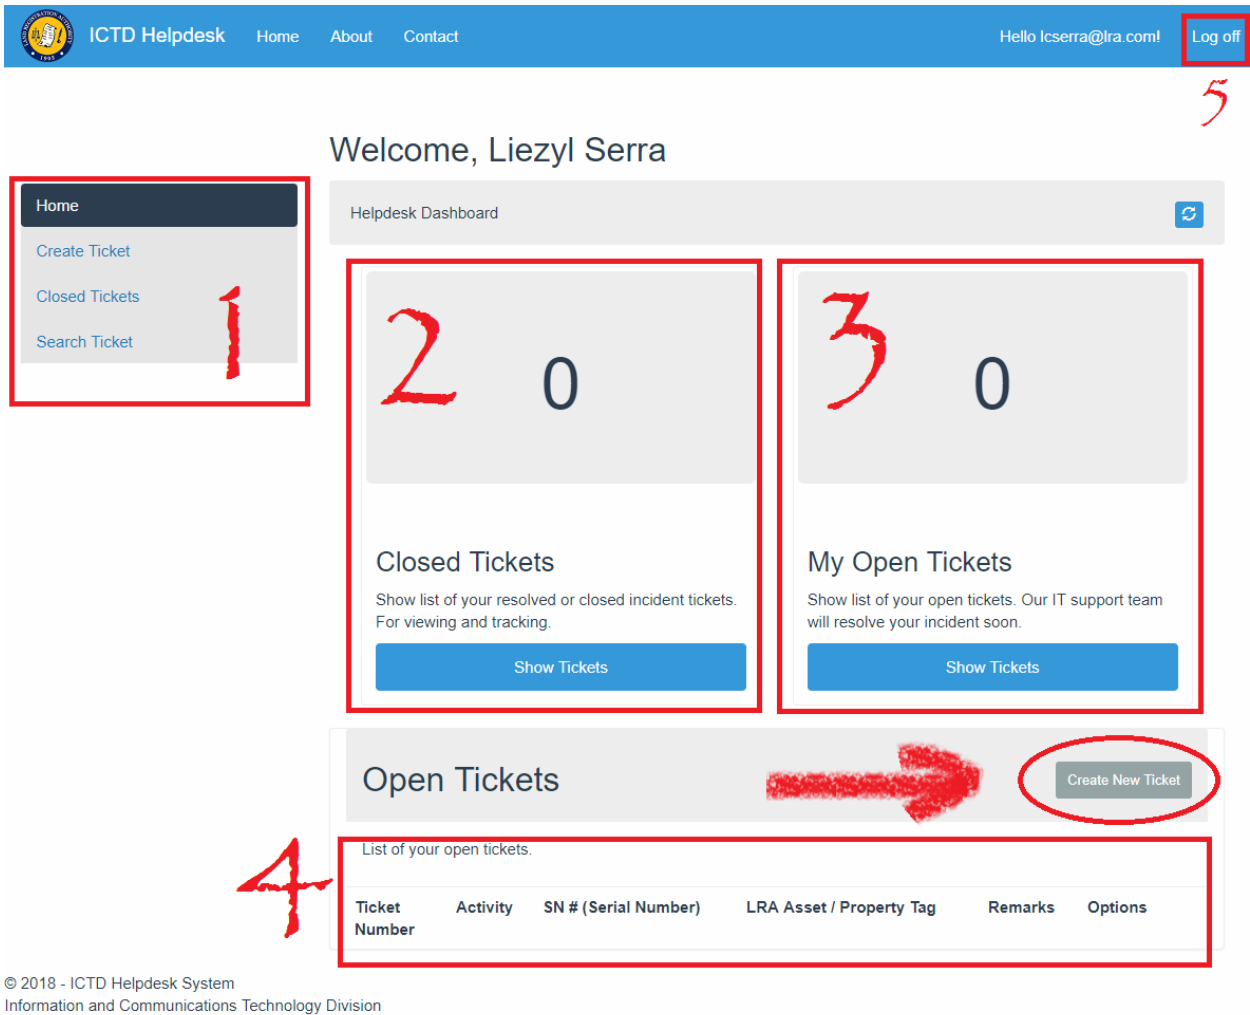 ICTD Helpdesk Home About Contact Hello lcserra@lra.com! Log off
5
Welcome, Liezyl Serra
Home
Create Ticket
Closed Tickets
Search Ticket
1
Helpdesk Dashboard
2
0
Closed Tickets
Show list of your resolved or closed incident tickets.
For viewing and tracking.
Show Tickets
3
0
My Open Tickets
Show list of your open tickets. Our IT support team
will resolve your incident soon.
Show Tickets
Open Tickets
Create New Ticket
4
List of your open tickets.
Ticket Number Activity SN # (Serial Number) LRA Asset / Property Tag Remarks Options
© 2018 - ICTD Helpdesk System
Information and Communications Technology Division